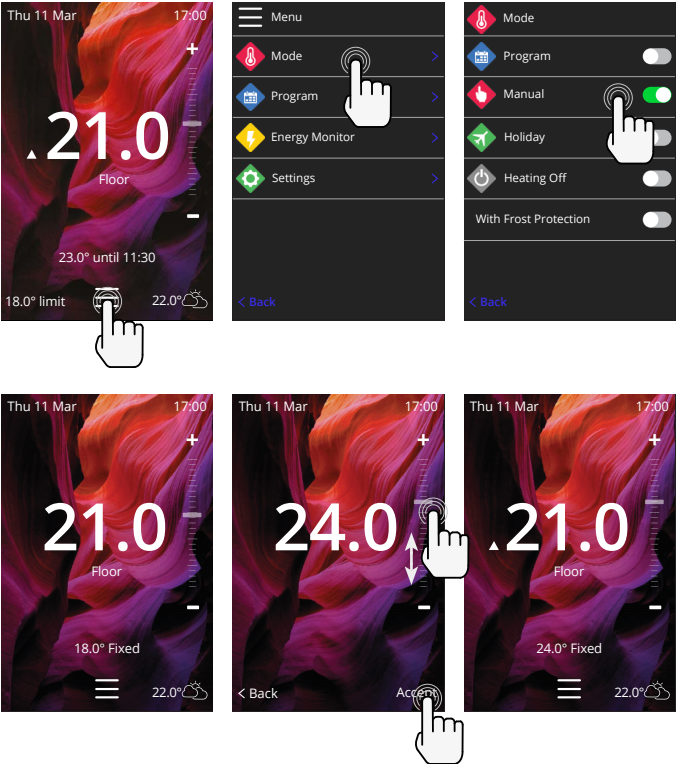 Thu 11 Mar 17:00
+
21.0
Floor
-
23.0° until 11:30
18.0° limit 22.0°
Menu
Mode
Program
Energy Monitor
Settings
< Back
Mode
Program
Manual
Holiday
Heating Off
With Frost Protection
< Back
Thu 11 Mar 17:00
+
21.0
Floor
-
18.0° Fixed
22.0°
Thu 11 Mar 17:00
+
24.0
-
< Back Accept
Thu 11 Mar 17:00
+
21.0
Floor
-
24.0° Fixed
22.0°